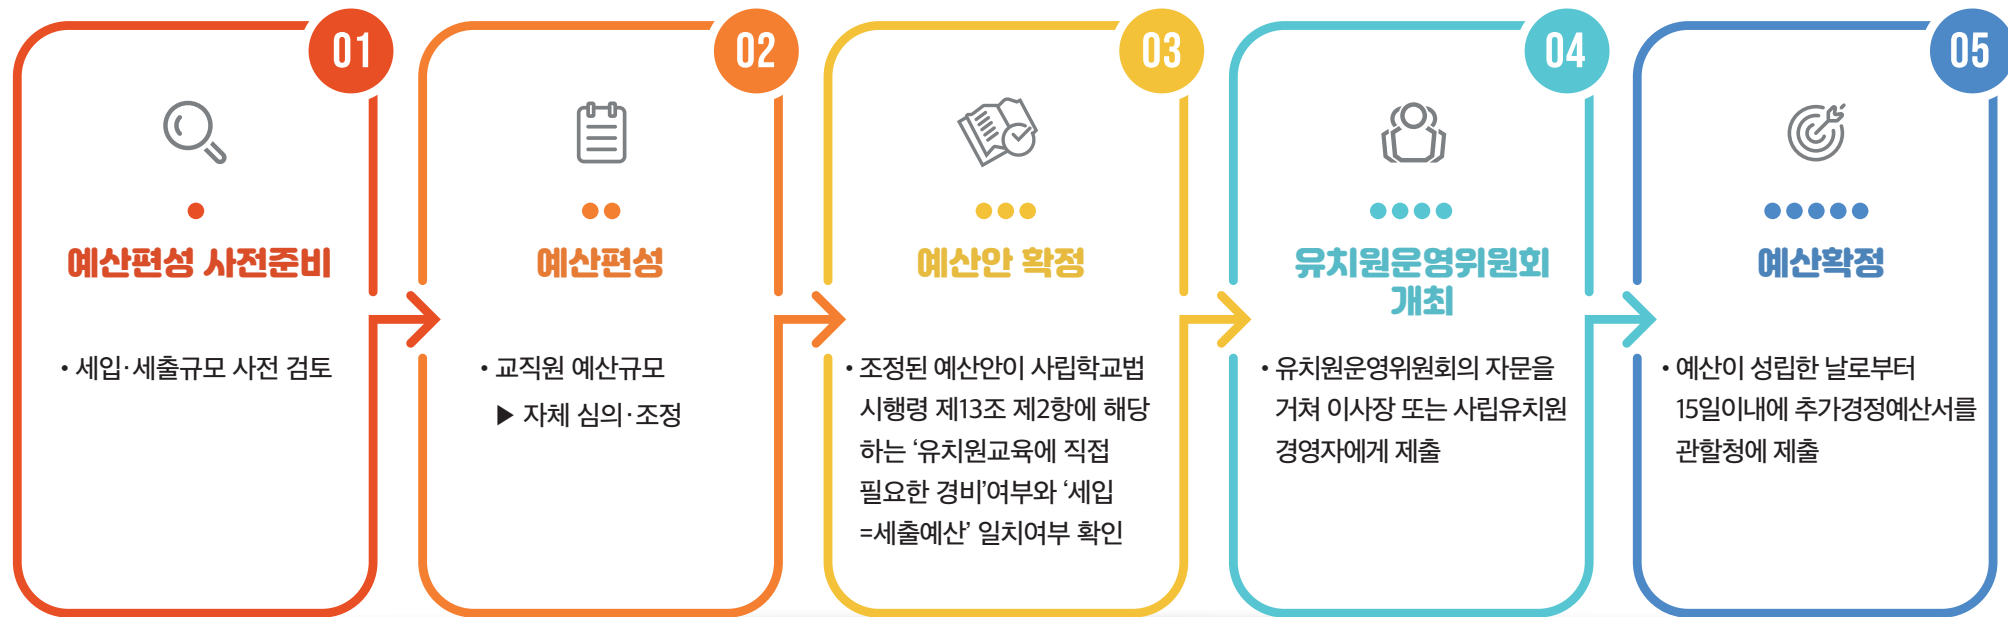 01
예산편성 사전준비
• 세입·세출규모 사전 검토
02
예산편성
• 교직원 예산규모
▶ 자체 심의·조정
03
예산안 확정
• 조정된 예산안이 사립학교법
시행령 제13조 제2항에 해당
하는 ‘유치원교육에 직접
필요한 경비’여부와 ‘세입
=세출예산’ 일치여부 확인
04
유치원운영위원회
개최
• 유치원운영위원회의 자문을
거쳐 이사장 또는 사립유치원
경영자에게 제출
05
예산확정
• 예산이 성립한 날로부터
15일이내에 추가경정예산서를
관할청에 제출